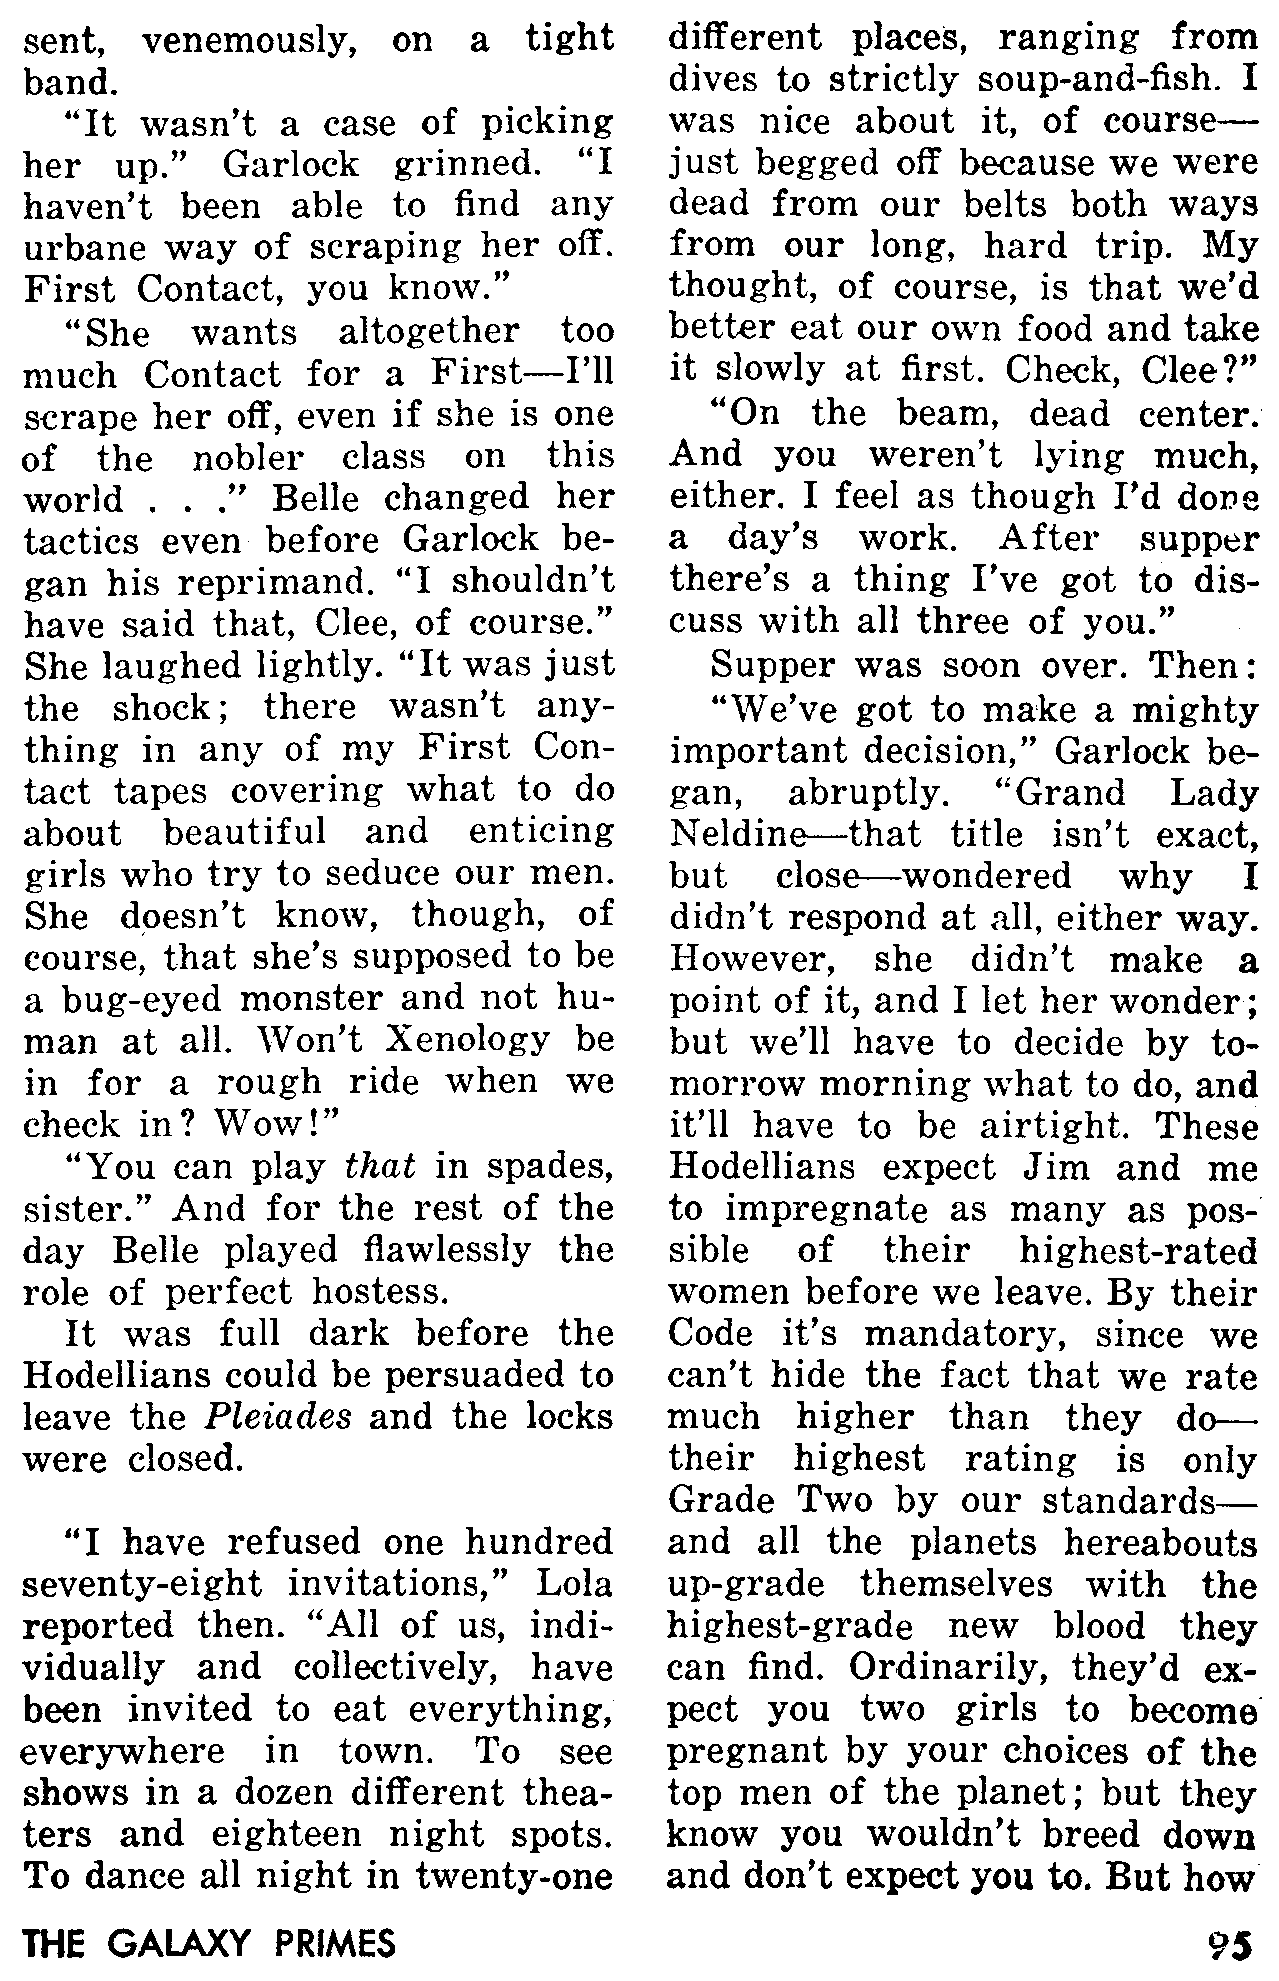 sent, venemously, on a tight
band.
“It wasn’t a case of picking
her up.” Garlock grinned. “I
haven’t been able to find any
urbane way of scraping her off.
First Contact, you know.”
“She wants altogether too
much Contact for a First—I’ll
scrape her off, even if she is one
of the nobler class on this
world . . .” Belle changed her
tactics even before Garlock be-
gan his reprimand. “I shouldn’t
have said that, Clee, of course.”
She laughed lightly. “It was just
the shock; there wasn’t any-
thing in any of my First Con-
tact tapes covering what to do
about beautiful and enticing
girls who try to seduce our men.
She doesn’t know, though, of
course, that she’s supposed to be
a bug-eyed monster and not hu-
man at all. Won’t Xenology be
in for a rough ride when we
check in? Wow!”
“You can play that in spades,
sister.” And for the rest of the
day Belle played flawlessly the
role of perfect hostess.
It was full dark before the
Hodellians could be persuaded to
leave the Pleiades and the locks
were closed.
“I have refused one hundred
seventy-eight invitations,” Lola
reported then. “All of us, indi-
vidually and collectively, have
been invited to eat everything,
everywhere in town. To see
shows in a dozen different thea-
ters and eighteen night spots.
To dance all night in twenty-one
different places, ranging from
dives to strictly soup-and-fish. I
was nice about it, of course—
just begged off because we were
dead from our belts both ways
from our long, hard trip. My
thought, of course, is that we’d
better eat our own food and take
it slowly at first. Check, Clee?”
“On the beam, dead center.
And you weren’t lying much,
either. I feel as though I’d done
a day’s work. After supper
there’s a thing I’ve got to dis-
cuss with all three of you.”
Supper was soon over. Then:
“We’ve got to make a mighty
important decision,” Garlock be-
gan, abruptly. “Grand Lady
Neldine—that title isn’t exact,
but close—wondered why I
didn’t respond at all, either way.
However, she didn’t make a
point of it, and I let her wonder;
but we’ll have to decide by to-
morrow morning what to do, and
it’ll have to be airtight. These
Hodellians expect Jim and me
to impregnate as many as pos-
sible of their highest-rated
women before we leave. By their
Code it’s mandatory, since we
can’t hide the fact that we rate
much higher than they do—
their highest rating is only
Grade Two by our standards—
and all the planets hereabouts
up-grade themselves with the
highest-grade new blood they
can find. Ordinarily, they’d ex-
pect you two girls to become
pregnant by your choices of the
top men of the planet; but they
know you wouldn’t breed down
and don’t expect you to. But how
THE GALAXY PRIMES
95